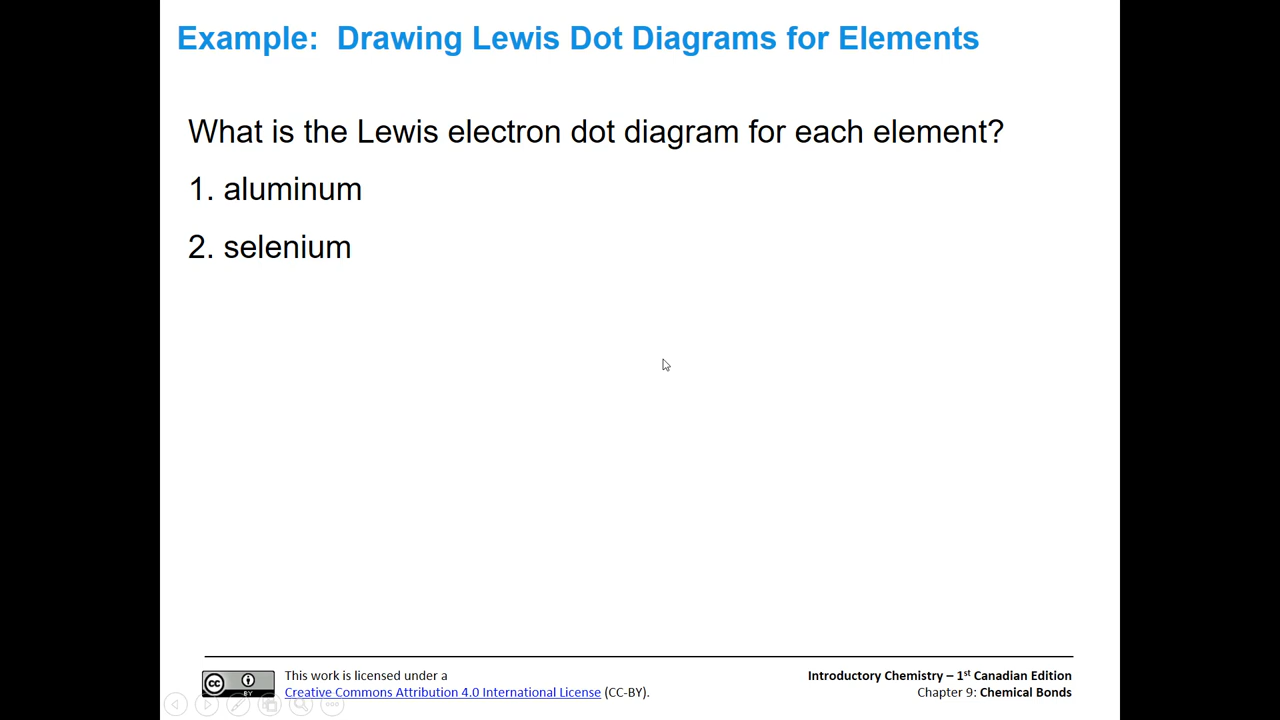 Example: Drawing Lewis Dot Diagrams for Elements
What is the Lewis electron dot diagram for each element?
1. aluminum
2. selenium
This work is licensed under a
Creative Commons Attribution 4.0 International License (CC-BY).
Introductory Chemistry – 1st Canadian Edition
Chapter 9: Chemical Bonds
CC
BY